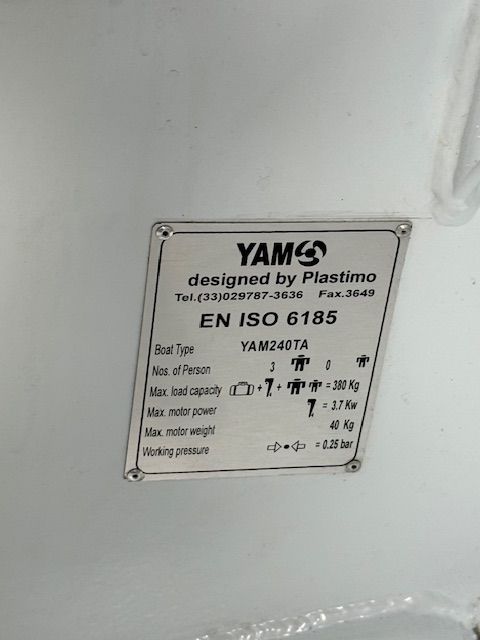 YAM
designed by Plastimo
Tel.(33)029787-3636 Fax.3649
EN ISO 6185
Boat Type YAM240TA
Nos. of Person 3 0
Max. load capacity + + = 380 Kg
Max. motor power = 3.7 Kw
Max. motor weight 40 Kg
Working pressure = 0.25 bar